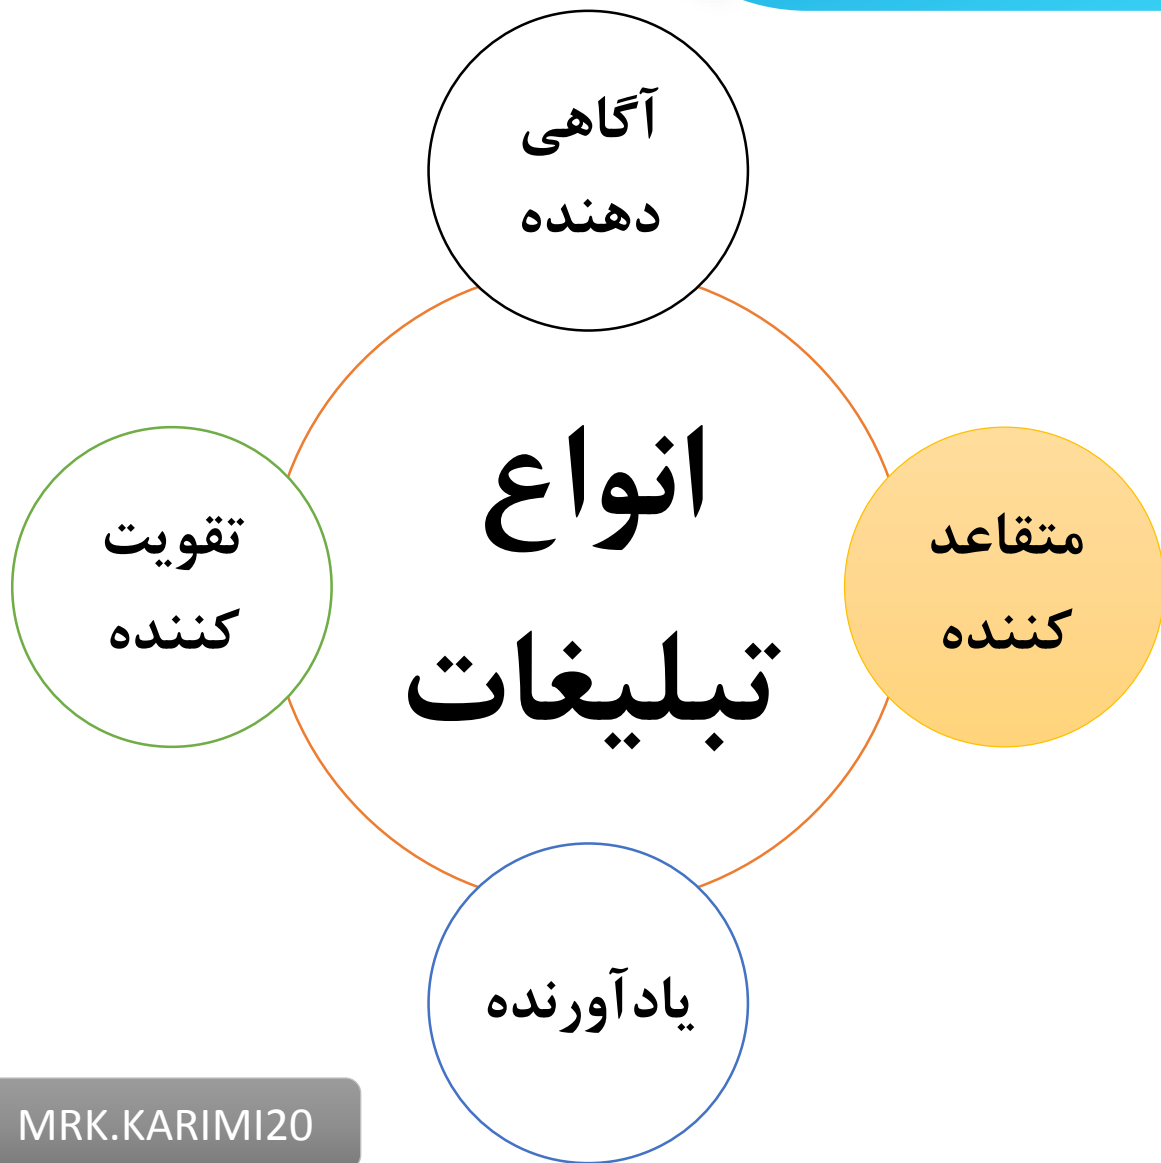 آگاهی
دهنده
انواع
تبلیغات
متقاعد
کننده
تقویت
کننده
یادآورنده
MRK.KARIMI20